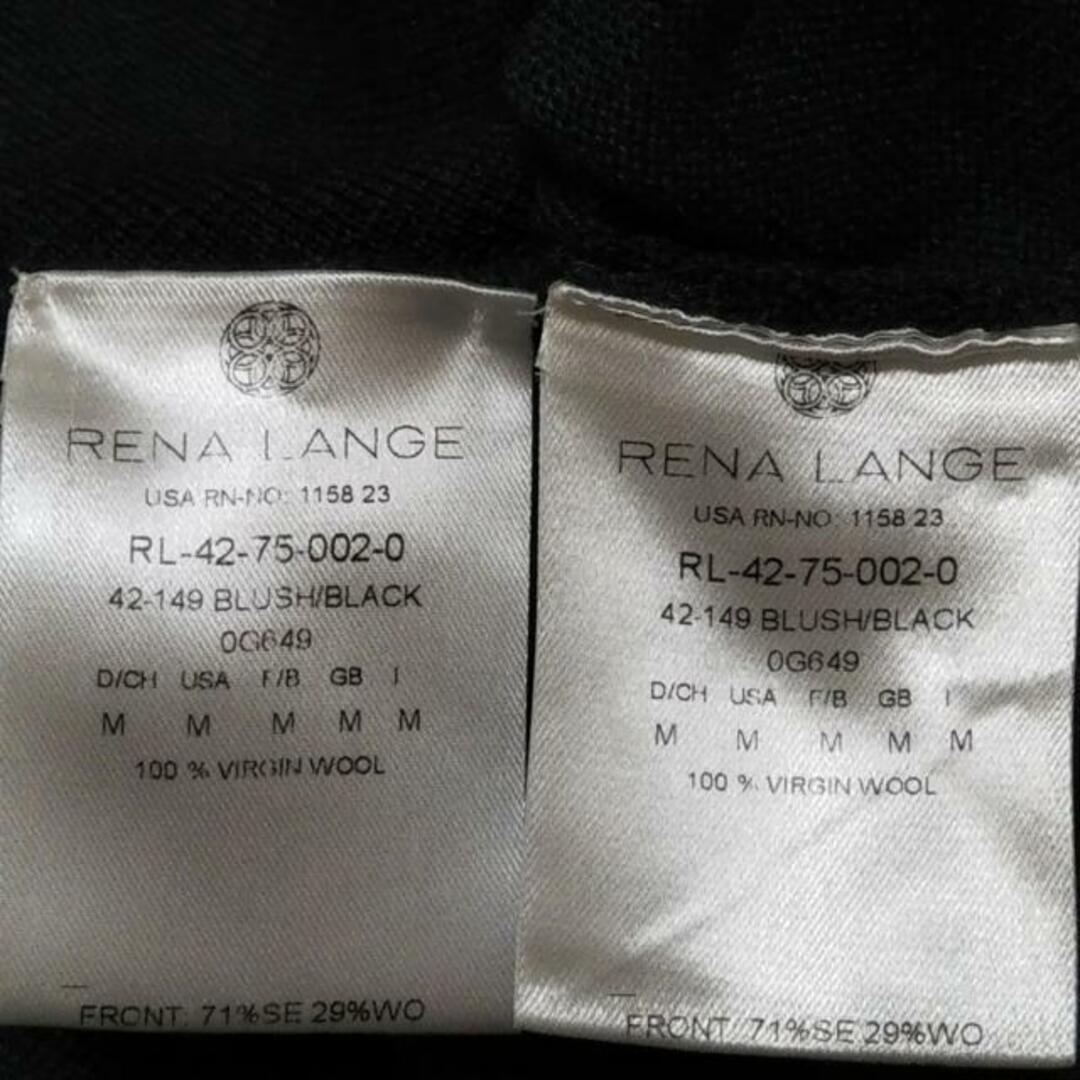 RENA LANGE
USA RN-NO: 1158 23
RL-42-75-002-0
42-149 BLUSH/BLACK
0G649
D/CH USA F/B GB I
M M M M M
100 % VIRGIN WOOL
FRONT: 71%SE 29%WO
RENA LANGE
USA RN-NO: 1158 23
RL-42-75-002-0
42-149 BLUSH/BLACK
0G649
D/CH USA F/B GB I
M M M M M
100 % VIRGIN WOOL
FRONT: 71%SE 29%WO